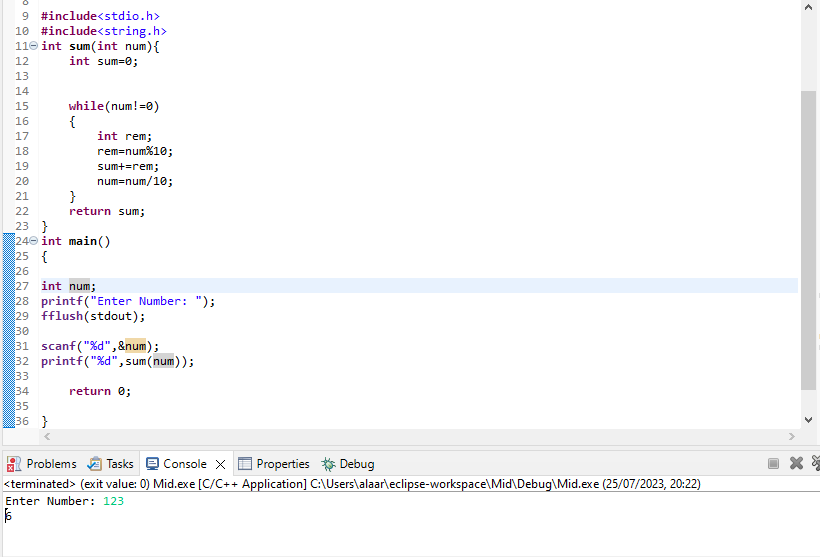 8
9 #include<stdio.h>
10 #include<string.h>
11 int sum(int num){
12     int sum=0;
13
14
15     while(num!=0)
16     {
17         int rem;
18         rem=num%10;
19         sum+=rem;
20         num=num/10;
21     }
22     return sum;
23 }
24 int main()
25 {
26
27 int num;
28 printf("Enter Number: ");
29 fflush(stdout);
30
31 scanf("%d",&num);
32 printf("%d",sum(num));
33
34     return 0;
35
36 }
Problems Tasks Console Properties Debug
<terminated> (exit value: 0) Mid.exe [C/C++ Application] C:\Users\alaar\eclipse-workspace\Mid\Debug\Mid.exe (25/07/2023, 20:22)
Enter Number: 123
6